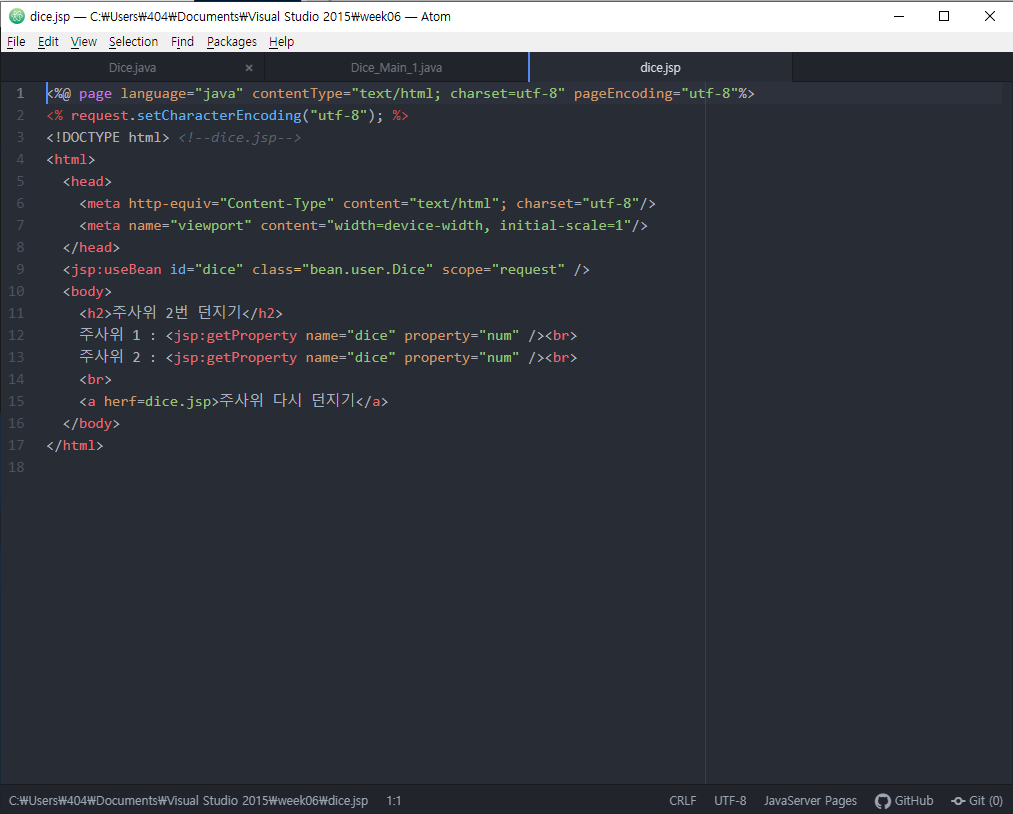 dice.jsp — C:₩Users₩404₩Documents₩Visual Studio 2015₩week06 — Atom
File Edit View Selection Find Packages Help
Dice.java × Dice_Main_1.java dice.jsp
1 <%@ page language="java" contentType="text/html; charset=utf-8" pageEncoding="utf-8"%>
2 <% request.setCharacterEncoding("utf-8"); %>
3 <!DOCTYPE html> <!--dice.jsp-->
4 <html>
5 <head>
6 <meta http-equiv="Content-Type" content="text/html"; charset="utf-8"/>
7 <meta name="viewport" content="width=device-width, initial-scale=1"/>
8 </head>
9 <jsp:useBean id="dice" class="bean.user.Dice" scope="request" />
10 <body>
11 <h2>주사위 2번 던지기</h2>
12 주사위 1 : <jsp:getProperty name="dice" property="num" /><br>
13 주사위 2 : <jsp:getProperty name="dice" property="num" /><br>
14 <br>
15 <a herf=dice.jsp>주사위 다시 던지기</a>
16 </body>
17 </html>
18
C:₩Users₩404₩Documents₩Visual Studio 2015₩week06₩dice.jsp 1:1 CRLF UTF-8 JavaServer Pages GitHub Git (0)